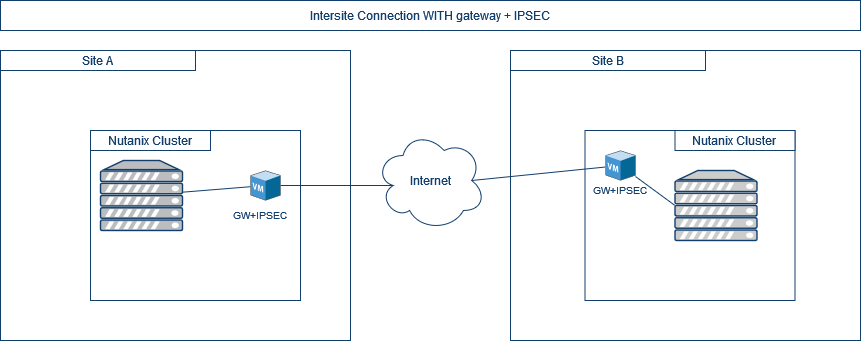 Intersite Connection WITH gateway + IPSEC
Site A
Site B
Nutanix Cluster
Nutanix Cluster
VM
GW+IPSEC
Internet
VM
GW+IPSEC